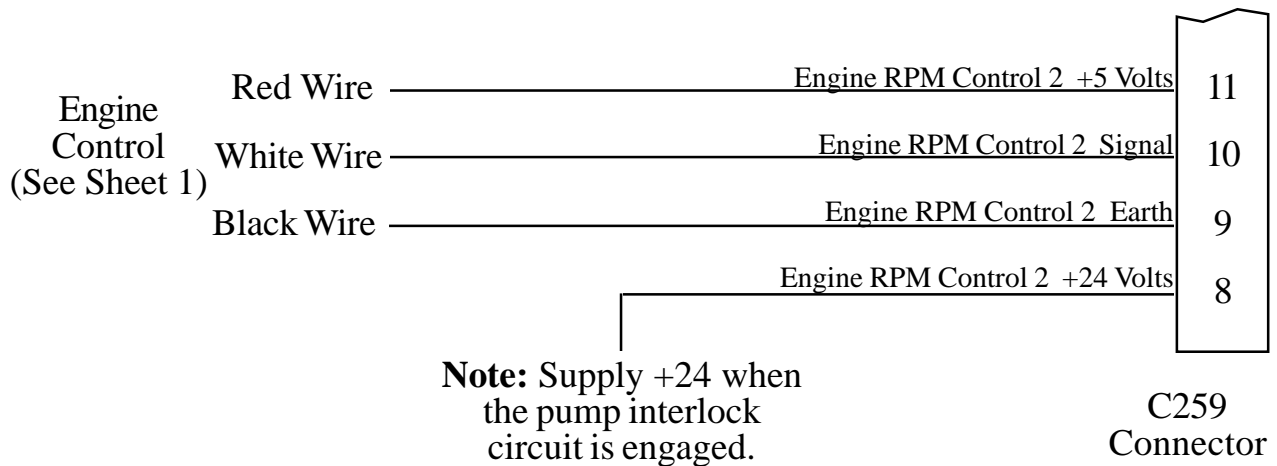 Engine
Control
(See Sheet 1)
Red Wire
Engine RPM Control 2 +5 Volts
11
White Wire
Engine RPM Control 2 Signal
10
Black Wire
Engine RPM Control 2 Earth
9
Engine RPM Control 2 +24 Volts
8
Note: Supply +24 when
the pump interlock
circuit is engaged.
C259
Connector